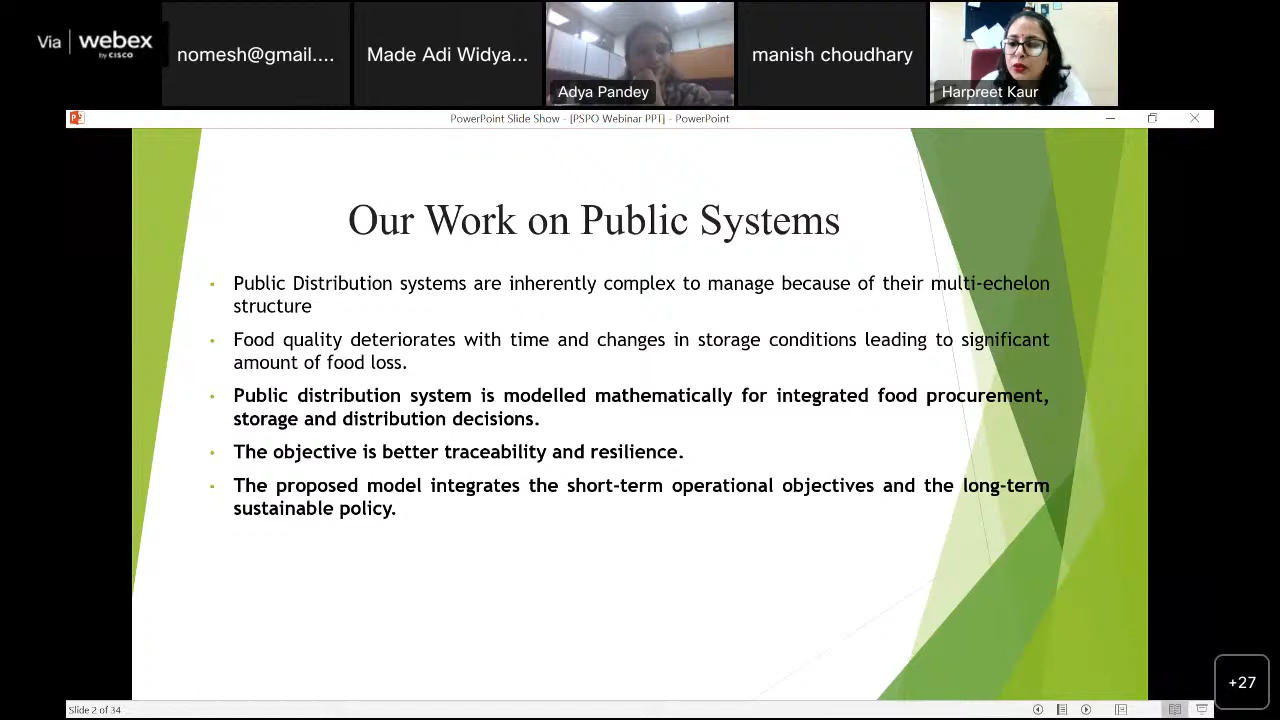 Via webex
by CISCO
nomesh@gmail....
Made Adi Widya...
Adya Pandey
manish choudhary
Harpreet Kaur
PowerPoint Slide Show - [PSPO Webinar PPT] - PowerPoint
Our Work on Public Systems
Public Distribution systems are inherently complex to manage because of their multi-echelon
structure
Food quality deteriorates with time and changes in storage conditions leading to significant
amount of food loss.
Public distribution system is modelled mathematically for integrated food procurement,
storage and distribution decisions.
The objective is better traceability and resilience.
The proposed model integrates the short-term operational objectives and the long-term
sustainable policy.
+27
Slide 2 of 34